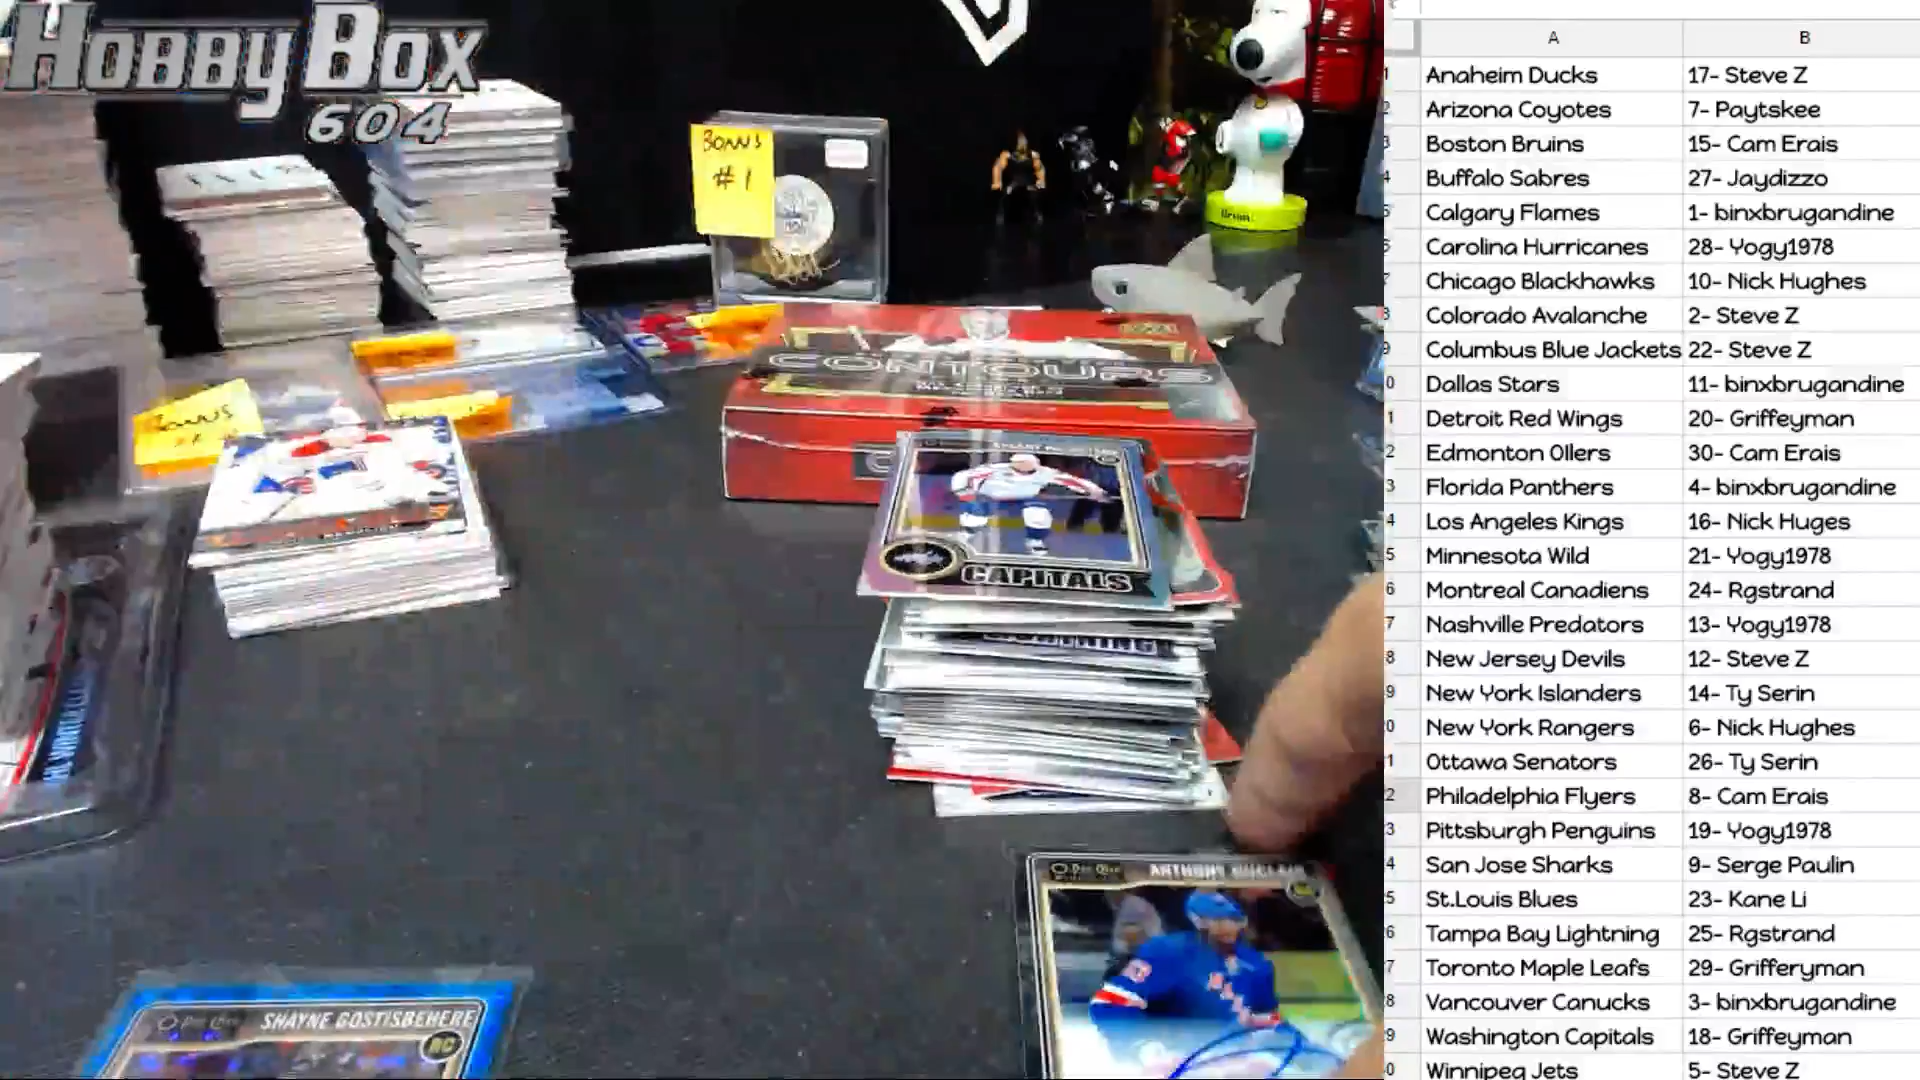 HOBBY BOX
604
BONUS
#1
BONUS
CONTOURS
CAPITALS
SHAYNE GOSTISBEHERE
RC
A B
Anaheim Ducks 17- Steve Z
Arizona Coyotes 7- Paytskee
Boston Bruins 15- Cam Erais
Buffalo Sabres 27- Jaydizzo
Calgary Flames 1- binxbrugandine
Carolina Hurricanes 28- Yogy1978
Chicago Blackhawks 10- Nick Hughes
Colorado Avalanche 2- Steve Z
Columbus Blue Jackets 22- Steve Z
Dallas Stars 11- binxbrugandine
Detroit Red Wings 20- Griffeyman
Edmonton OIlers 30- Cam Erais
Florida Panthers 4- binxbrugandine
Los Angeles Kings 16- Nick Huges
Minnesota Wild 21- Yogy1978
Montreal Canadiens 24- Rgstrand
Nashville Predators 13- Yogy1978
New Jersey Devils 12- Steve Z
New York Islanders 14- Ty Serin
New York Rangers 6- Nick Hughes
Ottawa Senators 26- Ty Serin
Philadelphia Flyers 8- Cam Erais
Pittsburgh Penguins 19- Yogy1978
San Jose Sharks 9- Serge Paulin
St.Louis Blues 23- Kane Li
Tampa Bay Lightning 25- Rgstrand
Toronto Maple Leafs 29- Grifferyman
Vancouver Canucks 3- binxbrugandine
Washington Capitals 18- Griffeyman
Winnipeg Jets 5- Steve Z